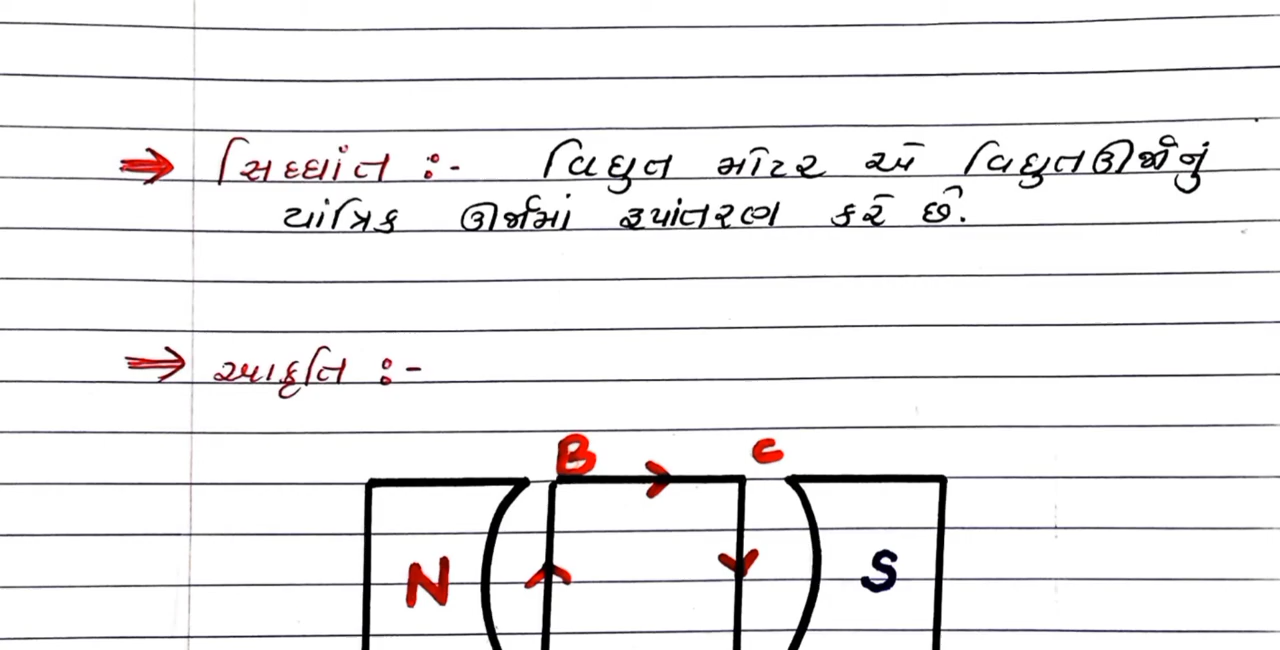 ⇒ સિદ્ધાંત :- વિદ્યુત મોટર એ વિદ્યુતઊર્જાનું
યાંત્રિક ઊર્જામાં રૂપાંતરણ કરે છે.
⇒ આકૃતિ :-
B C
N S